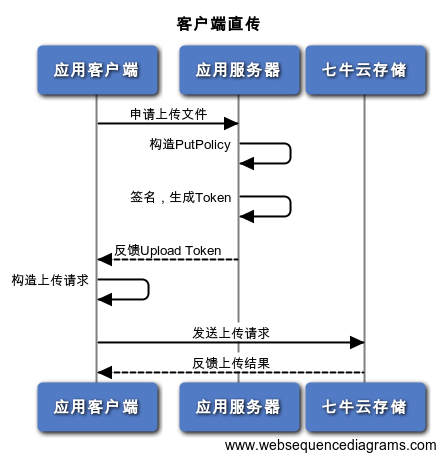 客户端直传
应用客户端 应用服务器 七牛云存储
申请上传文件
构造PutPolicy
签名，生成Token
反馈Upload Token
构造上传请求
发送上传请求
反馈上传结果
应用客户端 应用服务器 七牛云存储
www.websequencediagrams.com